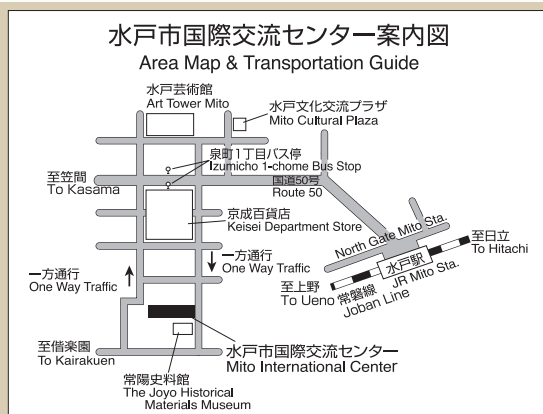 水戸市国際交流センター案内図
Area Map & Transportation Guide
水戸芸術館
Art Tower Mito
水戸文化交流プラザ
Mito Cultural Plaza
泉町1丁目バス停
Izumicho 1-chome Bus Stop
至笠間
To Kasama
国道50号
Route 50
京成百貨店
Keisei Department Store
North Gate Mito Sta.
至日立
To Hitachi
水戸駅
JR Mito Sta.
一方通行
One Way Traffic
一方通行
One Way Traffic
至上野
To Ueno
常磐線
Joban Line
至偕楽園
To Kairakuen
水戸市国際交流センター
Mito International Center
常陽史料館
The Joyo Historical
Materials Museum